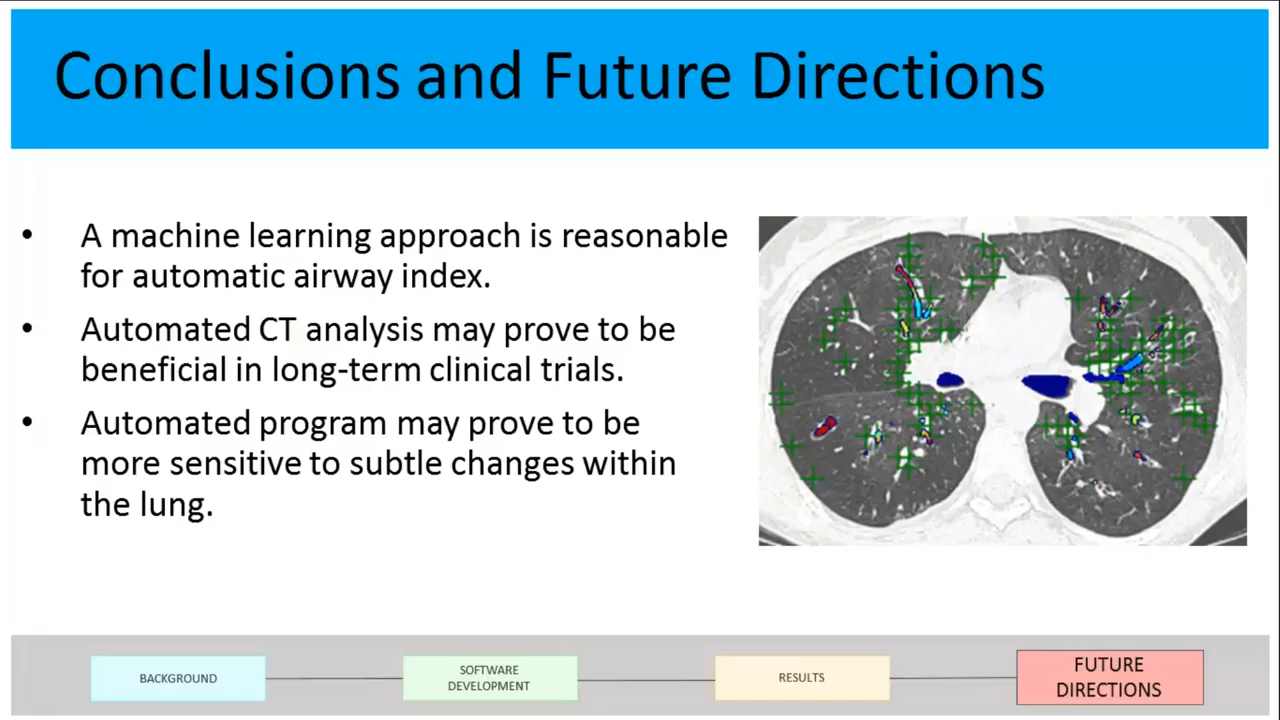 Conclusions and Future Directions
• A machine learning approach is reasonable
for automatic airway index.
• Automated CT analysis may prove to be
beneficial in long-term clinical trials.
• Automated program may prove to be
more sensitive to subtle changes within
the lung.
BACKGROUND
SOFTWARE
DEVELOPMENT
RESULTS
FUTURE
DIRECTIONS